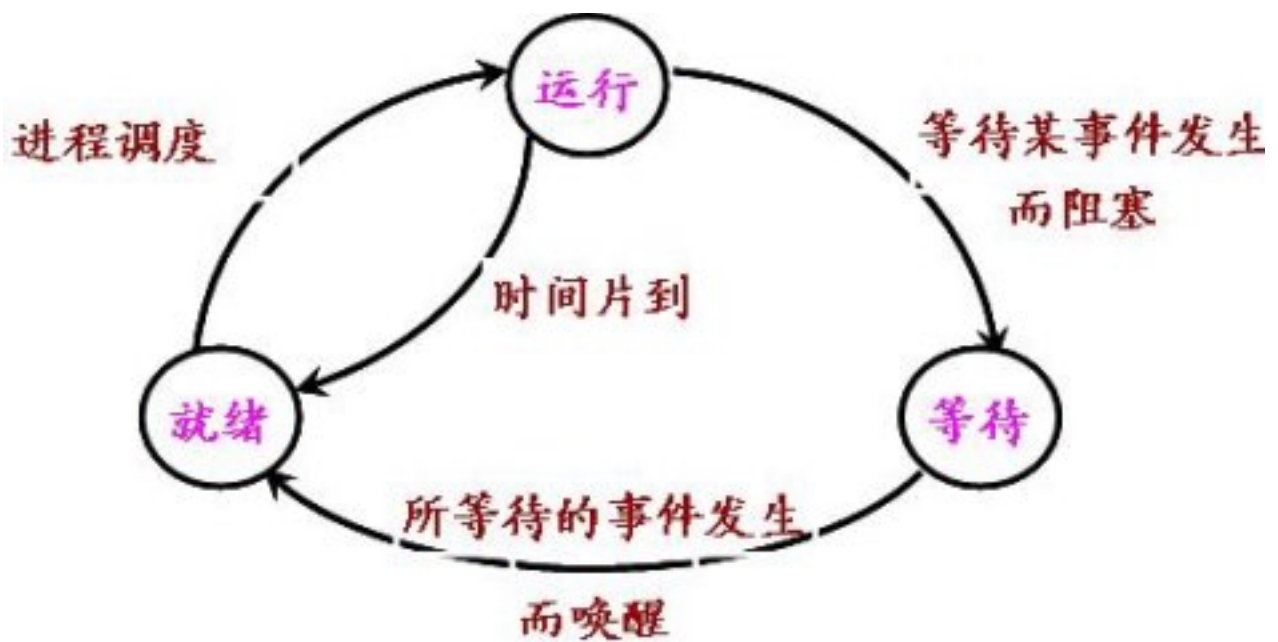 运行
进程调度
等待某事件发生
而阻塞
时间片到
就绪
等待
所等待的事件发生
而唤醒